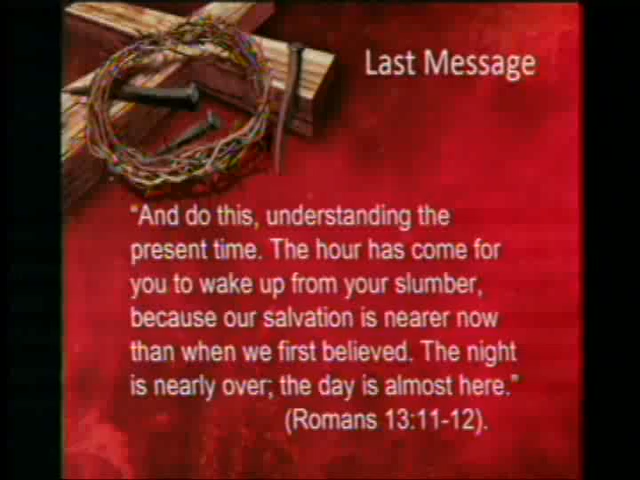 Last Message
“And do this, understanding the
present time. The hour has come for
you to wake up from your slumber,
because our salvation is nearer now
than when we first believed. The night
is nearly over; the day is almost here.”
(Romans 13:11-12).